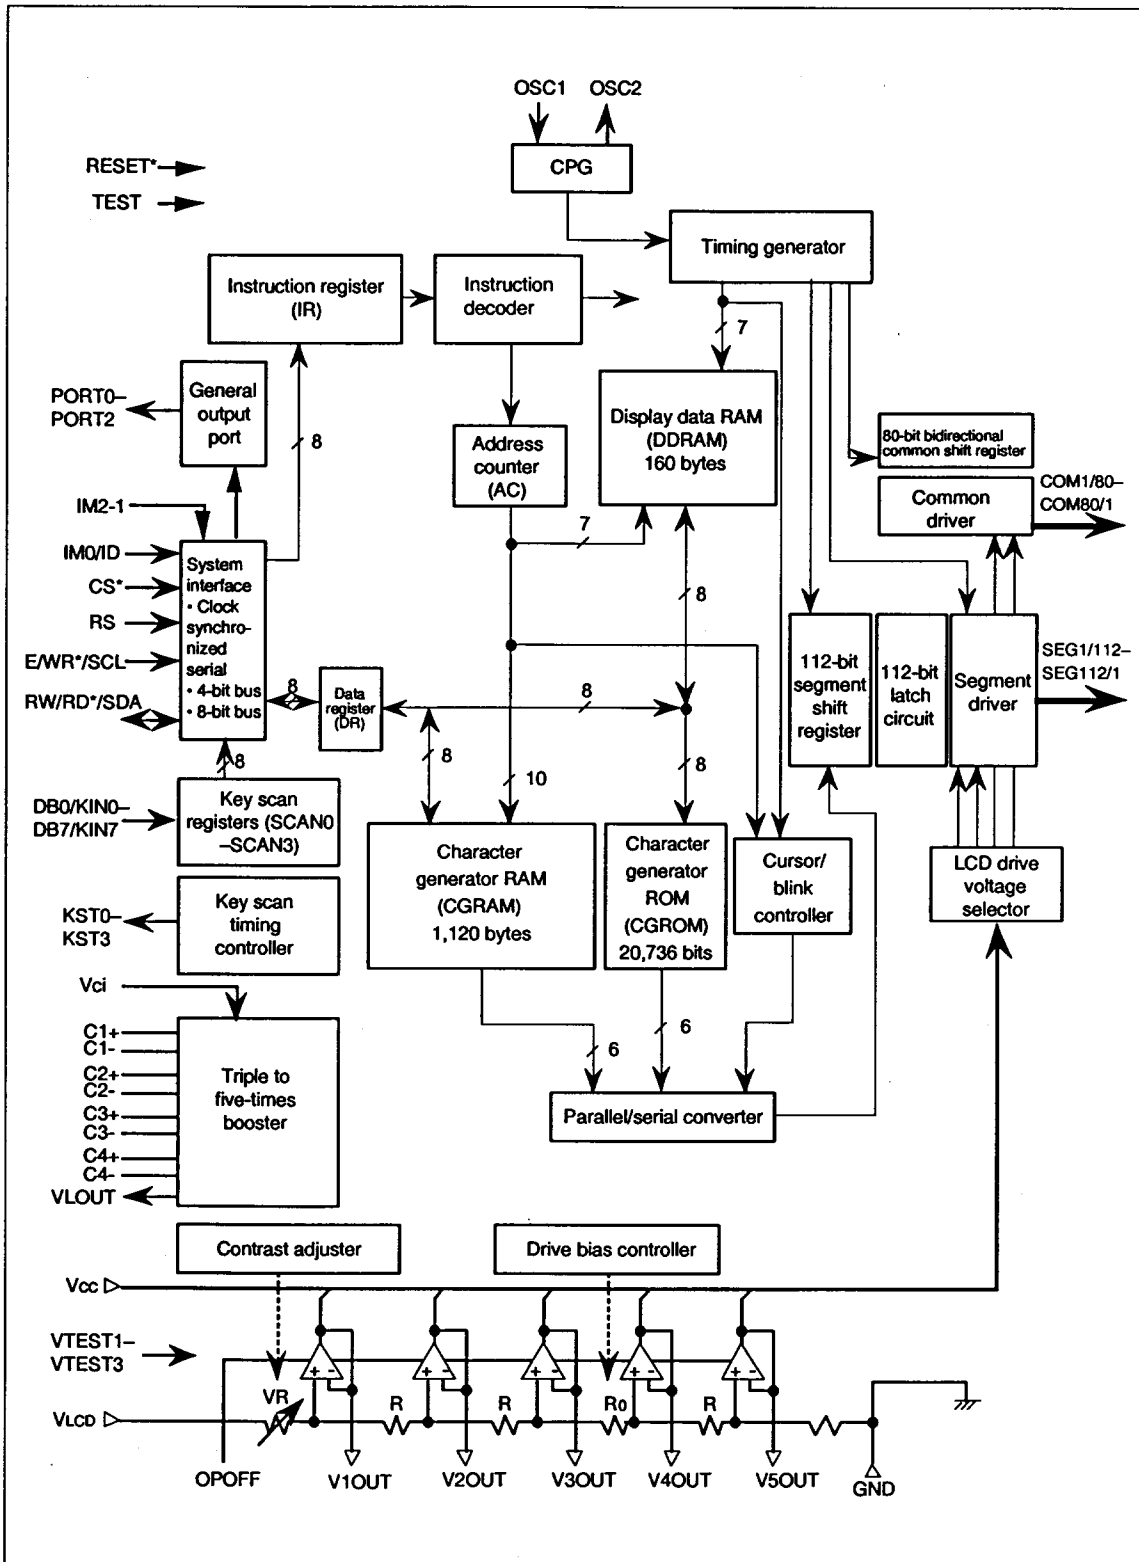 OSC1 OSC2
CPG
RESET*
TEST
Timing generator
Instruction register
(IR)
Instruction
decoder
7
8
PORT0–
PORT2
General
output
port
Address
counter
(AC)
Display data RAM
(DDRAM)
160 bytes
80-bit bidirectional
common shift register
Common
driver
COM1/80–
COM80/1
IM2-1
IM0/ID
CS*
RS
E/WR*/SCL
RW/RD*/SDA
System
interface
• Clock
synchro-
nized
serial
• 4-bit bus
• 8-bit bus
7
8
8
Data
register
(DR)
8
112-bit
segment
shift
register
112-bit
latch
circuit
Segment
driver
SEG1/112–
SEG112/1
8
8
10
8
DB0/KIN0–
DB7/KIN7
Key scan
registers (SCAN0
–SCAN3)
Character
generator RAM
(CGRAM)
1,120 bytes
Character
generator
ROM
(CGROM)
20,736 bits
Cursor/
blink
controller
LCD drive
voltage
selector
KST0–
KST3
Key scan
timing
controller
Vci
C1+
C1-
C2+
C2-
C3+
C3-
C4+
C4-
VLOUT
Triple to
five-times
booster
6
6
Parallel/serial converter
Contrast adjuster
Drive bias controller
Vcc
VTEST1–
VTEST3
+ -
+ -
+ -
+ -
+ -
VR
R
R
R0
R
VLCD
OPOFF
V1OUT
V2OUT
V3OUT
V4OUT
V5OUT
GND